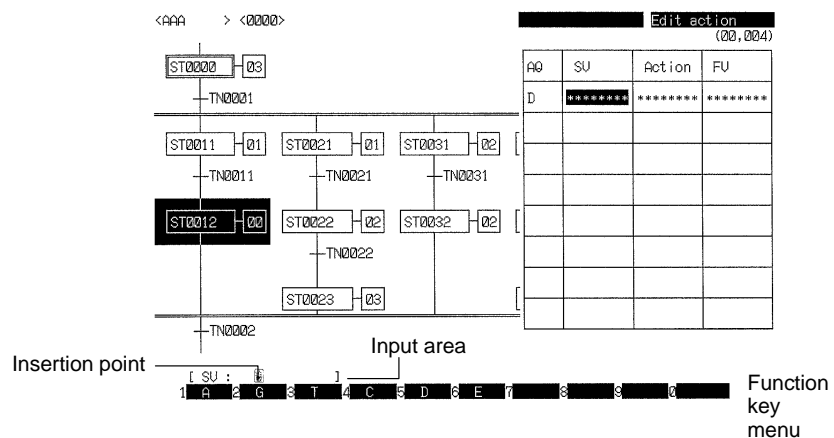 <AAA > <0000>
Edit action
(00,004)
ST0000 03
AQ SV Action FV
TN0001
D ******** ******** ********
ST0011 01 ST0021 01 ST0031 02
TN0011 TN0021 TN0031
ST0012 00 ST0022 02 ST0032 02
TN0022
ST0023 03
TN0002
Input area
Insertion point
[ SV : ]
1 A 2 G 3 T 4 C 5 D 6 E 7 8 9 0
Function
key
menu